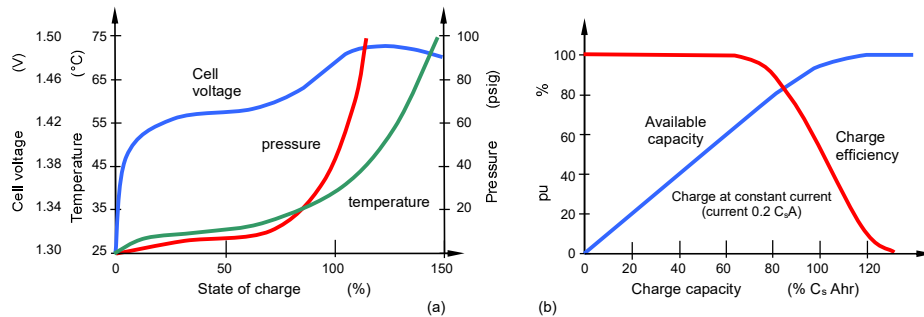 1.50
75
100
(V)
(°C)
1.46
65
80
(psig)
Cell
voltage
1.42
55
60
pressure
1.38
45
40
Cell voltage
Temperature
Pressure
temperature
1.34
35
20
1.30
25
0
50
100
150
State of charge (%)
(a)
100
%
80
Available
capacity
60
Charge
efficiency
40
pu
Charge at constant current
(current 0.2 CₛA)
20
0
0
20
40
60
80
100
120
Charge capacity (% Cₛ Ahr)
(b)